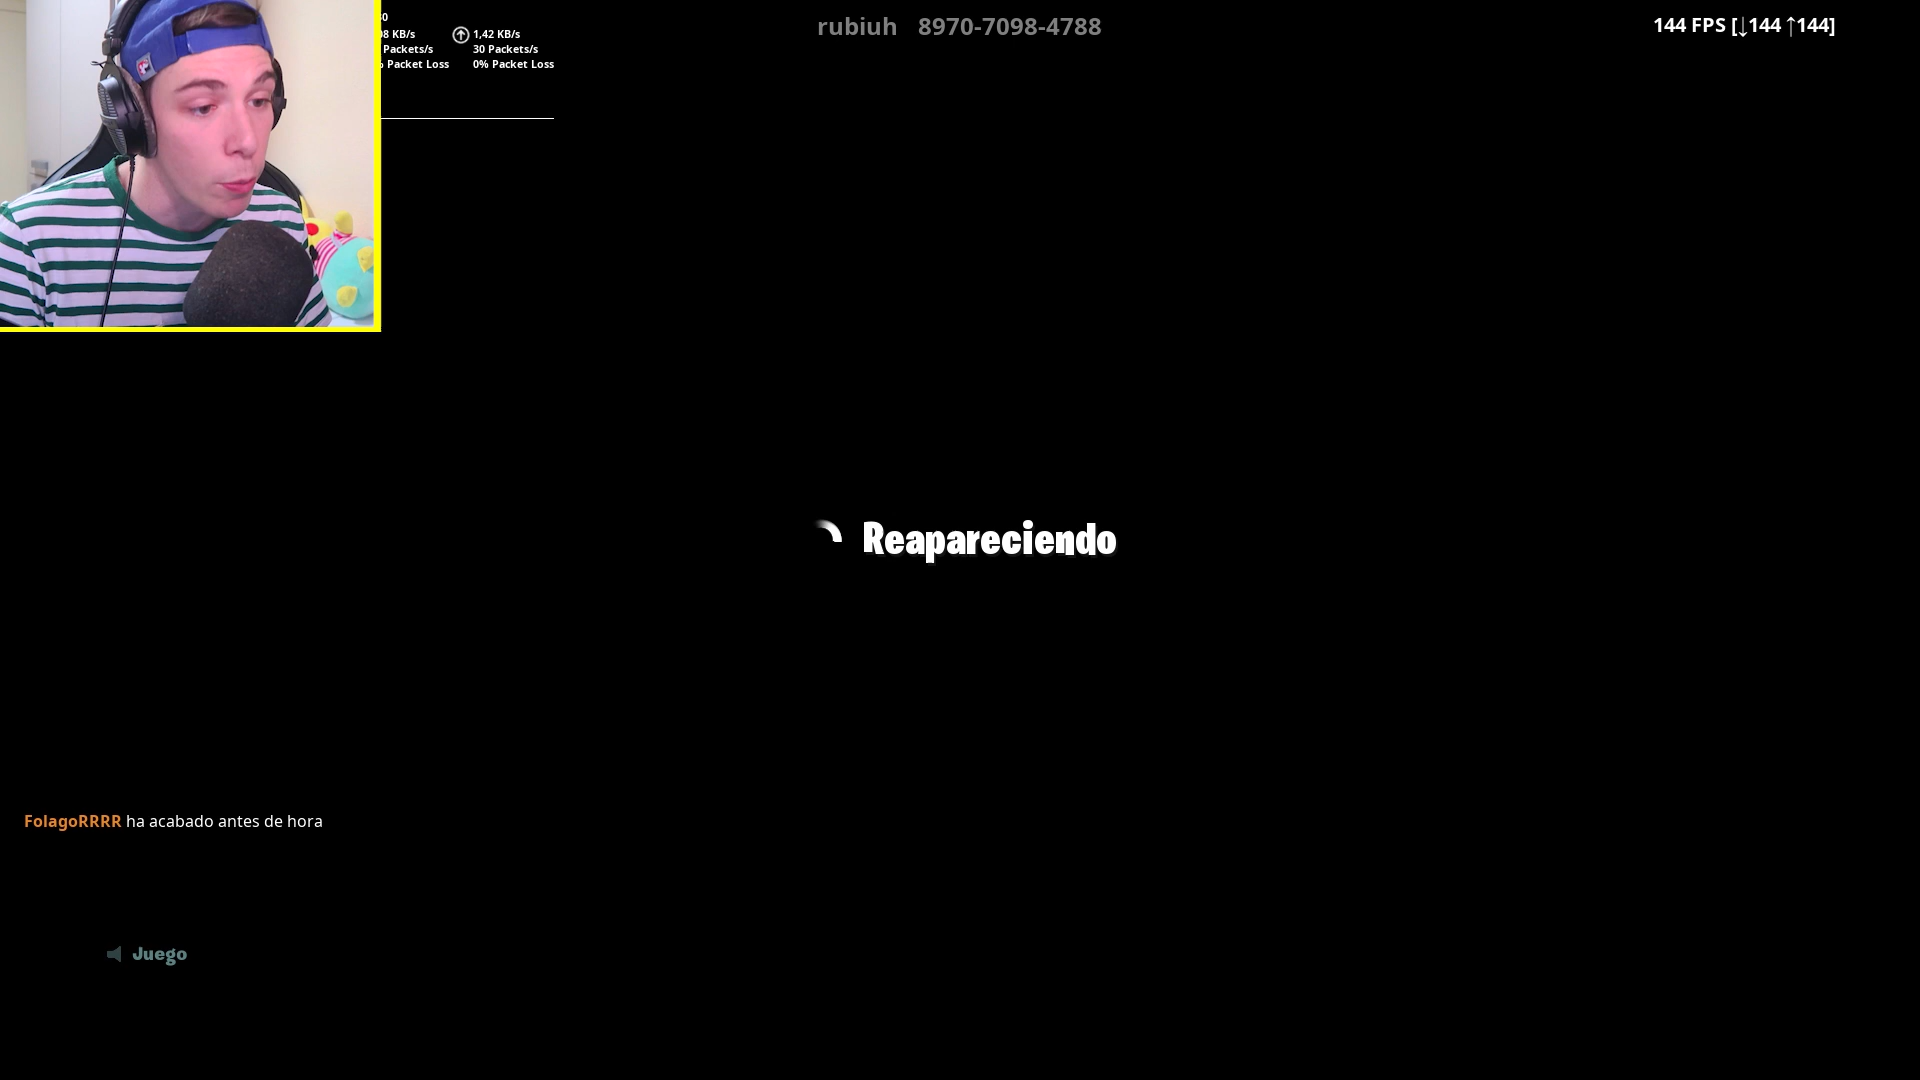 KB/s
Packets/s
Packet Loss
1,42 KB/s
30 Packets/s
0% Packet Loss
rubiuh 8970-7098-4788
144 FPS [↓144 ↑144]
Reapareciendo
FolagoRRRR ha acabado antes de hora
Juego